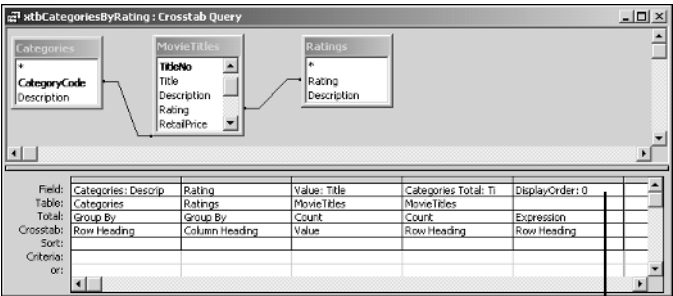 xtbCategoriesByRating : Crosstab Query
Categories
*
CategoryCode
Description
MovieTitles
TitleNo
Title
Description
Rating
RetailPrice
Ratings
*
Rating
Description
Field: Categories: Descrip Rating Value: Title Categories Total: Ti DisplayOrder: 0
Table: Categories Ratings MovieTitles MovieTitles
Total: Group By Group By Count Count Expression
Crosstab: Row Heading Column Heading Value Row Heading Row Heading
Sort:
Criteria:
or: